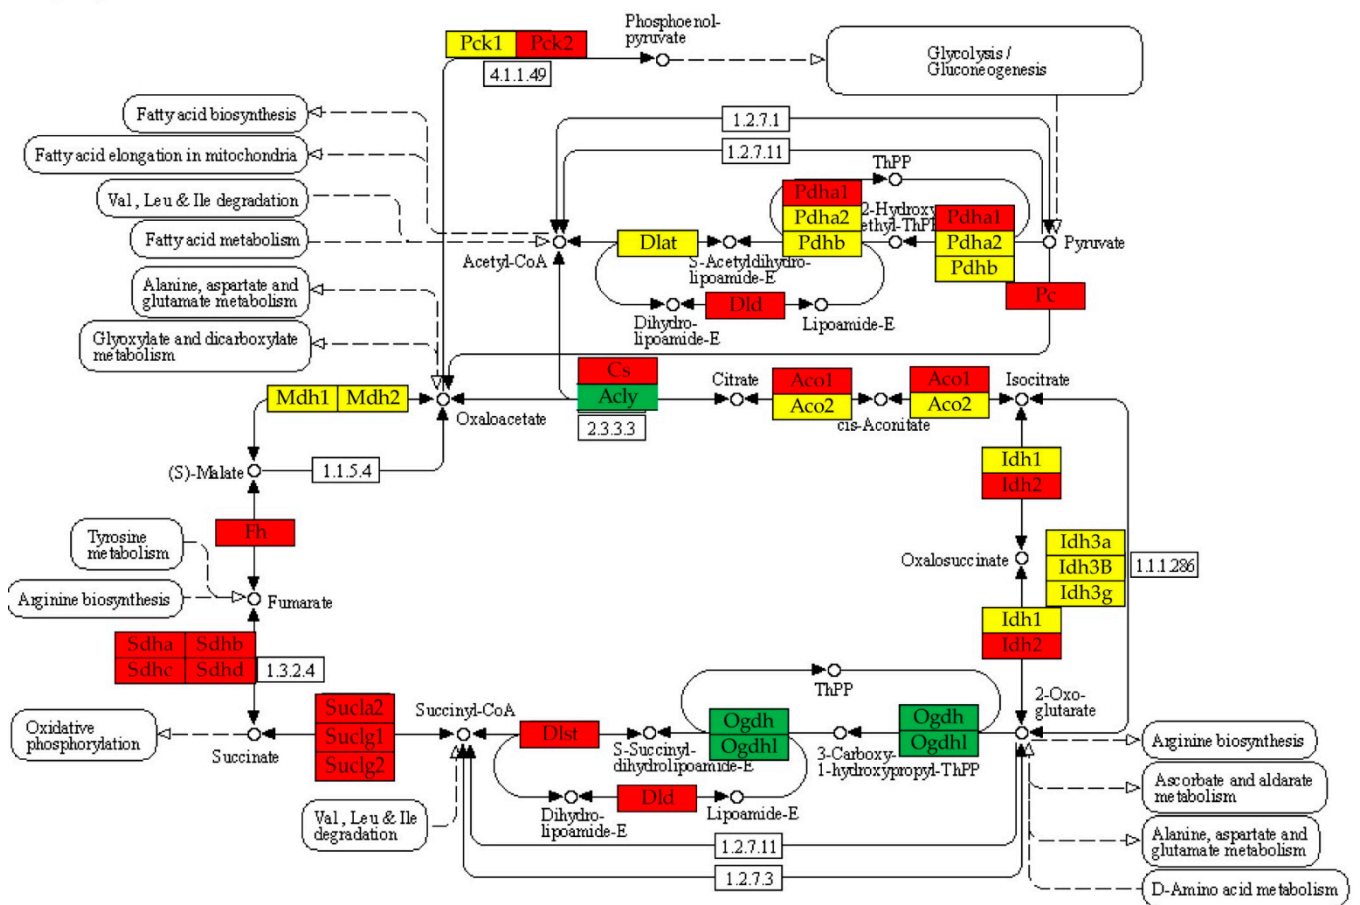 Phosphoenol-
pyruvate
Pck1
Pck2
4.1.1.49
Glycolysis /
Gluconeogenesis
Fatty acid biosynthesis
Fatty acid elongation in mitochondria
Val, Leu & Ile degradation
Fatty acid metabolism
Alanine, aspartate and
glutamate metabolism
Glyoxylate and dicarboxylate
metabolism
1.2.7.1
1.2.7.11
ThPP
Pdha1
Pdha2
Pdhb
2-Hydroxy
ethyl-ThPP
Pdha1
Pdha2
Pdhb
Pyruvate
Acetyl-CoA
Dlat
S-Acetyldihydro-
lipoamide-E
Dihydro-
lipoamide-E
Dld
Lipoamide-E
Pc
Mdh1
Mdh2
Oxaloacetate
Cs
Acly
2.3.3.3
Citrate
Aco1
Aco2
cis-Aconitate
Aco1
Aco2
Isocitrate
(S)-Malate
1.1.5.4
Idh1
Idh2
Fh
Tyrosine
metabolism
Arginine biosynthesis
Fumarate
Oxalosuccinate
Idh3a
Idh3B
Idh3g
1.1.1.286
Idh1
Idh2
Sdha
Sdhb
Sdhc
Sdhd
1.3.2.4
Oxidative
phosphorylation
Succinate
Sucla2
Suclg1
Suclg2
Succinyl-CoA
Dlst
S-Succinyl-
dihydrolipoamide-E
ThPP
Ogdh
Ogdhl
3-Carboxy-
1-hydroxypropyl-ThPP
Ogdh
Ogdhl
2-Oxo-
glutarate
Val, Leu & Ile
degradation
Dihydro-
lipoamide-E
Dld
Lipoamide-E
1.2.7.11
1.2.7.3
Arginine biosynthesis
Ascorbate and aldarate
metabolism
Alanine, aspartate and
glutamate metabolism
D-Amino acid metabolism